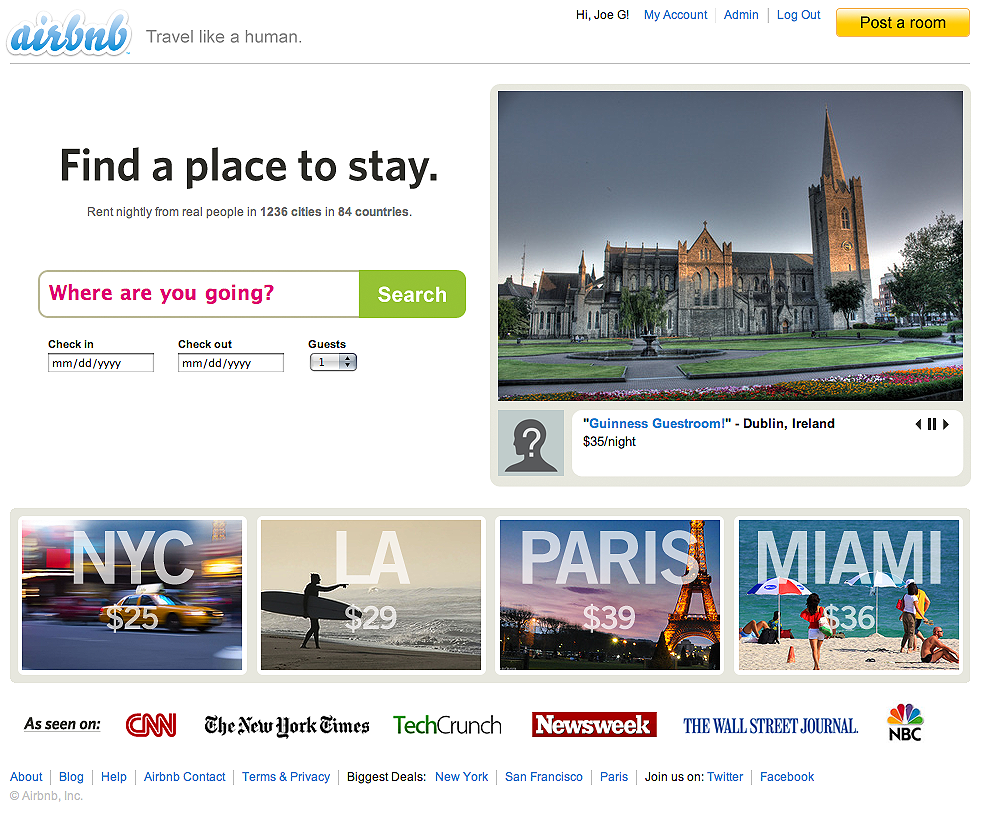 airbnb Travel like a human.
Hi, Joe G! My Account Admin Log Out Post a room
Find a place to stay.
Rent nightly from real people in 1236 cities in 84 countries.
Where are you going? Search
Check in Check out Guests
mm/dd/yyyy mm/dd/yyyy 1
?
"Guinness Guestroom!" - Dublin, Ireland
$35/night
NYC LA PARIS MIAMI
$25 $29 $39 $36
As seen on: CNN The New York Times TechCrunch Newsweek THE WALL STREET JOURNAL. NBC
About Blog Help Airbnb Contact Terms & Privacy Biggest Deals: New York San Francisco Paris Join us on: Twitter Facebook
© Airbnb, Inc.